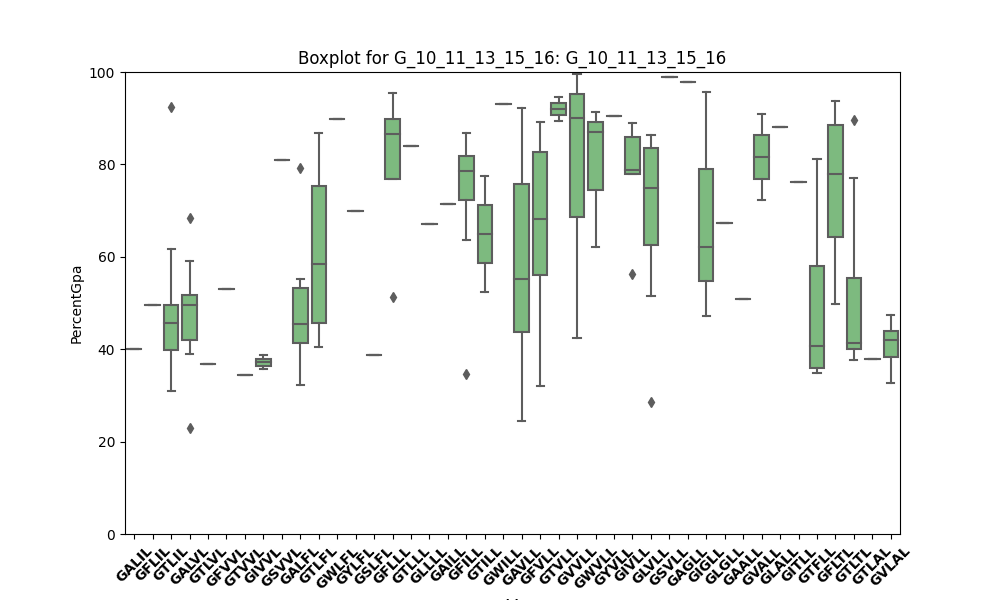 Boxplot for G_10_11_13_15_16: G_10_11_13_15_16
PercentGpa
100
80
60
40
20
0
GALIL
GFLIL
GTLIL
GALVL
GTLVL
GFVVL
GTVVL
GIVVL
GSVVL
GALFL
GTLFL
GWLFL
GYLFL
GSLFL
GFLLL
GTLLL
GLLLL
GAILL
GFILL
GTILL
GWILL
GAVLL
GFVLL
GTVLL
GVVLL
GWVLL
GYVLL
GIVLL
GLVLL
GSVLL
GAGLL
GIGLL
GLGLL
GAALL
GVALL
GLALL
GITLL
GTFLL
GFLTL
GTLTL
GTLAL
GVLAL